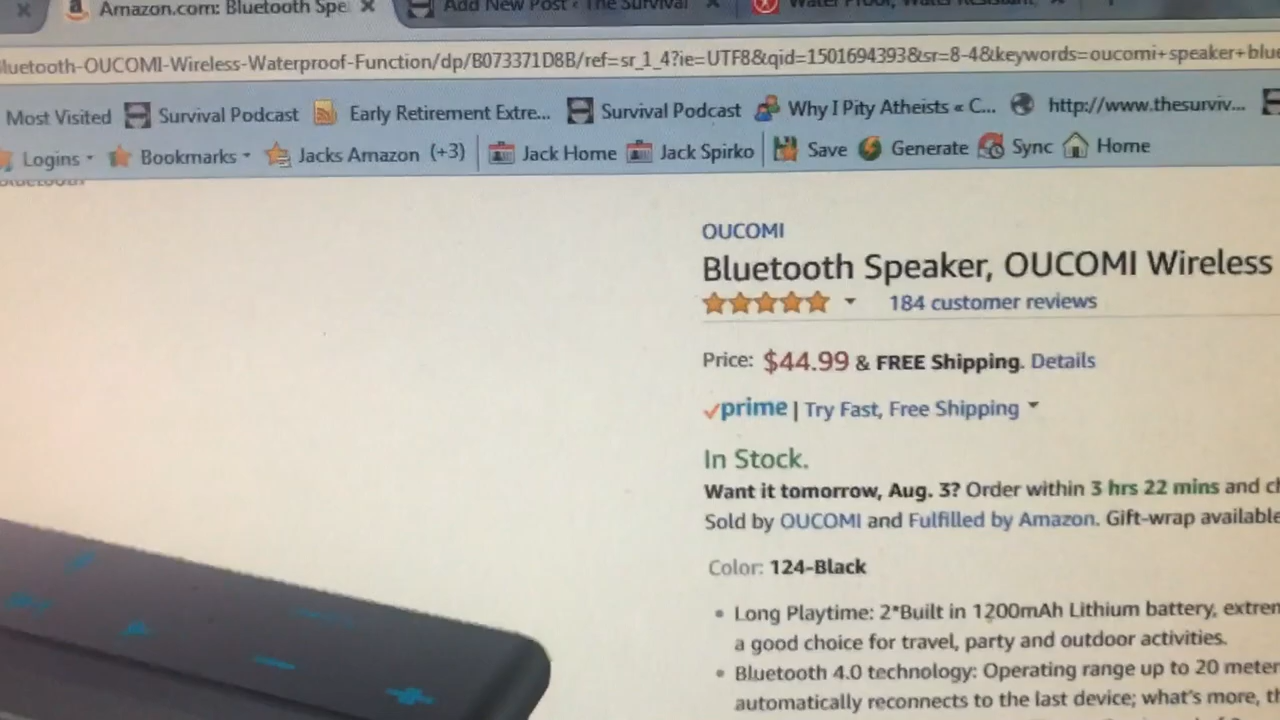 Amazon.com: Bluetooth Spe
Add New Post ‹ The Survival
luetooth-OUCOMI-Wireless-Waterproof-Function/dp/B073371D8B/ref=sr_1_4?ie=UTF8&qid=1501694393&sr=8-4&keywords=oucomi+speaker+blue
Most Visited Survival Podcast Early Retirement Extre... Survival Podcast Why I Pity Atheists « C... http://www.thesurviv...
Logins Bookmarks Jacks Amazon (+3) Jack Home Jack Spirko Save Generate Sync Home
OUCOMI
Bluetooth Speaker, OUCOMI Wireless
184 customer reviews
Price: $44.99 & FREE Shipping. Details
prime | Try Fast, Free Shipping
In Stock.
Want it tomorrow, Aug. 3? Order within 3 hrs 22 mins and ch
Sold by OUCOMI and Fulfilled by Amazon. Gift-wrap available
Color: 124-Black
• Long Playtime: 2*Built in 1200mAh Lithium battery, extren
a good choice for travel, party and outdoor activities.
• Bluetooth 4.0 technology: Operating range up to 20 meter
automatically reconnects to the last device; what's more, th